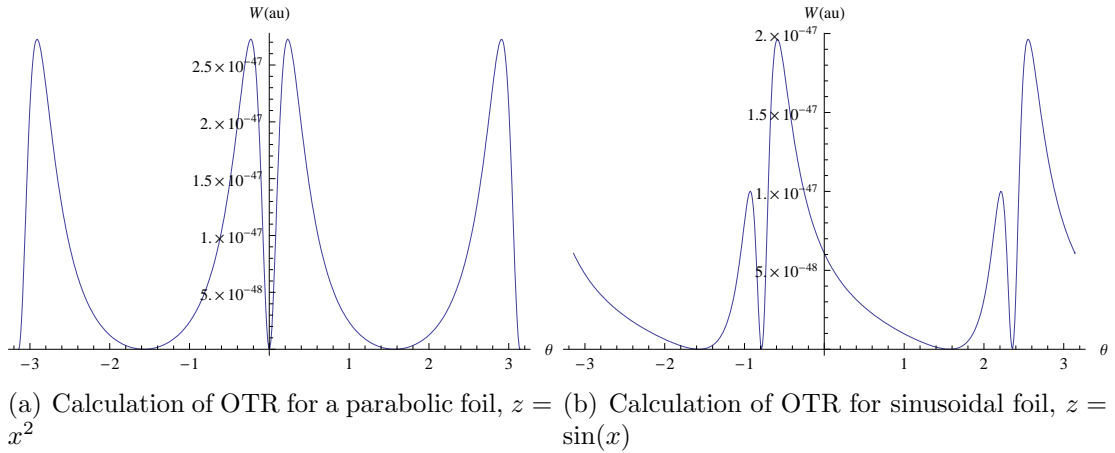 W(au)
2.5×10⁻⁴⁷
2.×10⁻⁴⁷
1.5×10⁻⁴⁷
1.×10⁻⁴⁷
5.×10⁻⁴⁸
-3 -2 -1 1 2 3 θ
W(au)
2.×10⁻⁴⁷
1.5×10⁻⁴⁷
1.×10⁻⁴⁷
5.×10⁻⁴⁸
-3 -2 -1 1 2 3 θ
(a) Calculation of OTR for a parabolic foil, z =
x²
(b) Calculation of OTR for sinusoidal foil, z =
sin(x)